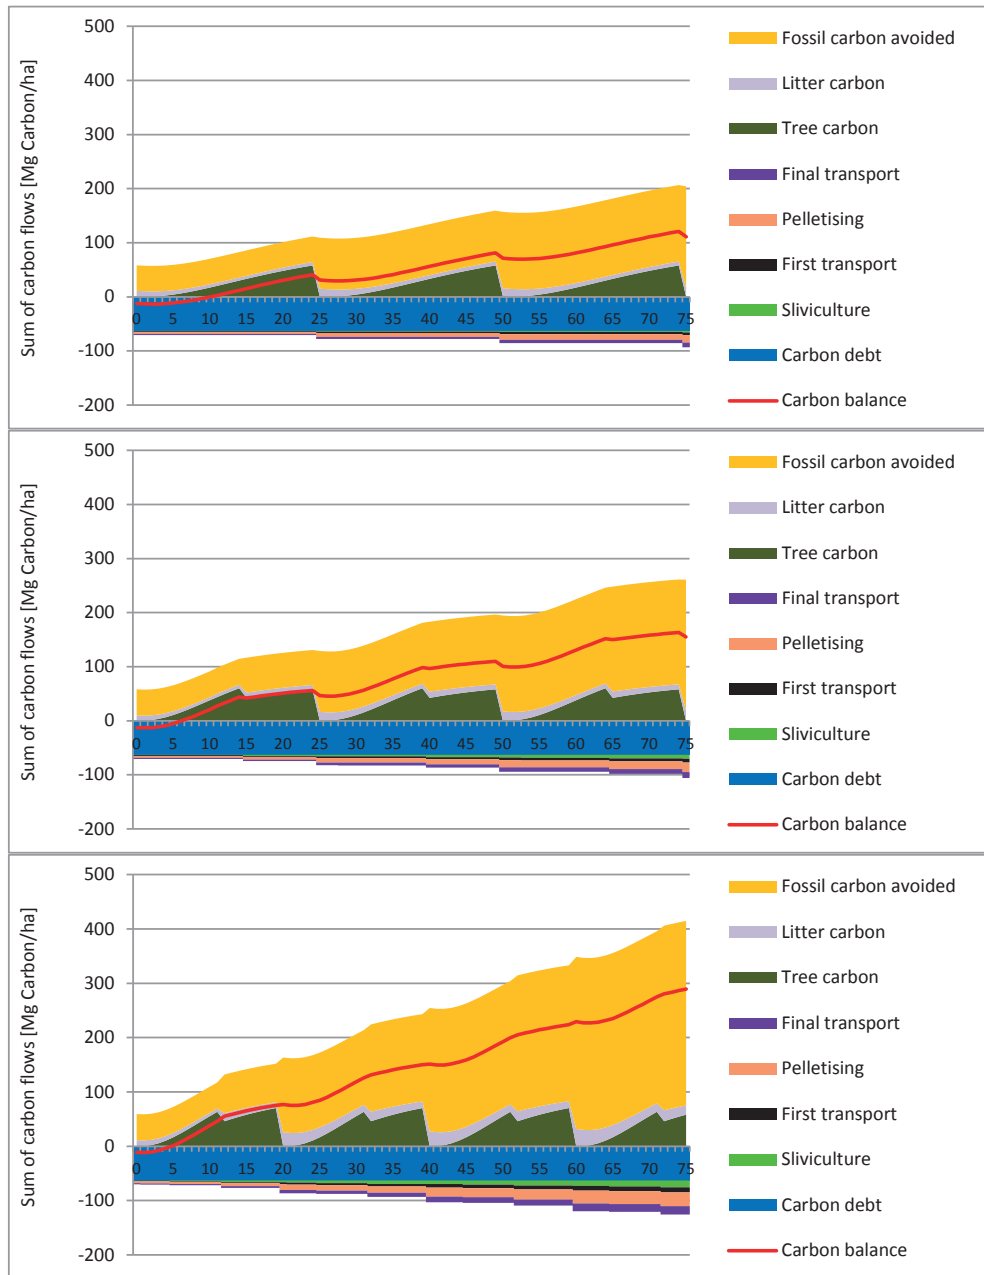 Sum of carbon flows [Mg Carbon/ha]
500
400
300
200
100
0
-100
-200
0 5 10 15 20 25 30 35 40 45 50 55 60 65 70 75
Fossil carbon avoided
Litter carbon
Tree carbon
Final transport
Pelletising
First transport
Sliviculture
Carbon debt
Carbon balance
Sum of carbon flows [Mg Carbon/ha]
500
400
300
200
100
0
-100
-200
0 5 10 15 20 25 30 35 40 45 50 55 60 65 70 75
Fossil carbon avoided
Litter carbon
Tree carbon
Final transport
Pelletising
First transport
Sliviculture
Carbon debt
Carbon balance
Sum of carbon flows [Mg Carbon/ha]
500
400
300
200
100
0
-100
-200
0 5 10 15 20 25 30 35 40 45 50 55 60 65 70 75
Fossil carbon avoided
Litter carbon
Tree carbon
Final transport
Pelletising
First transport
Sliviculture
Carbon debt
Carbon balance